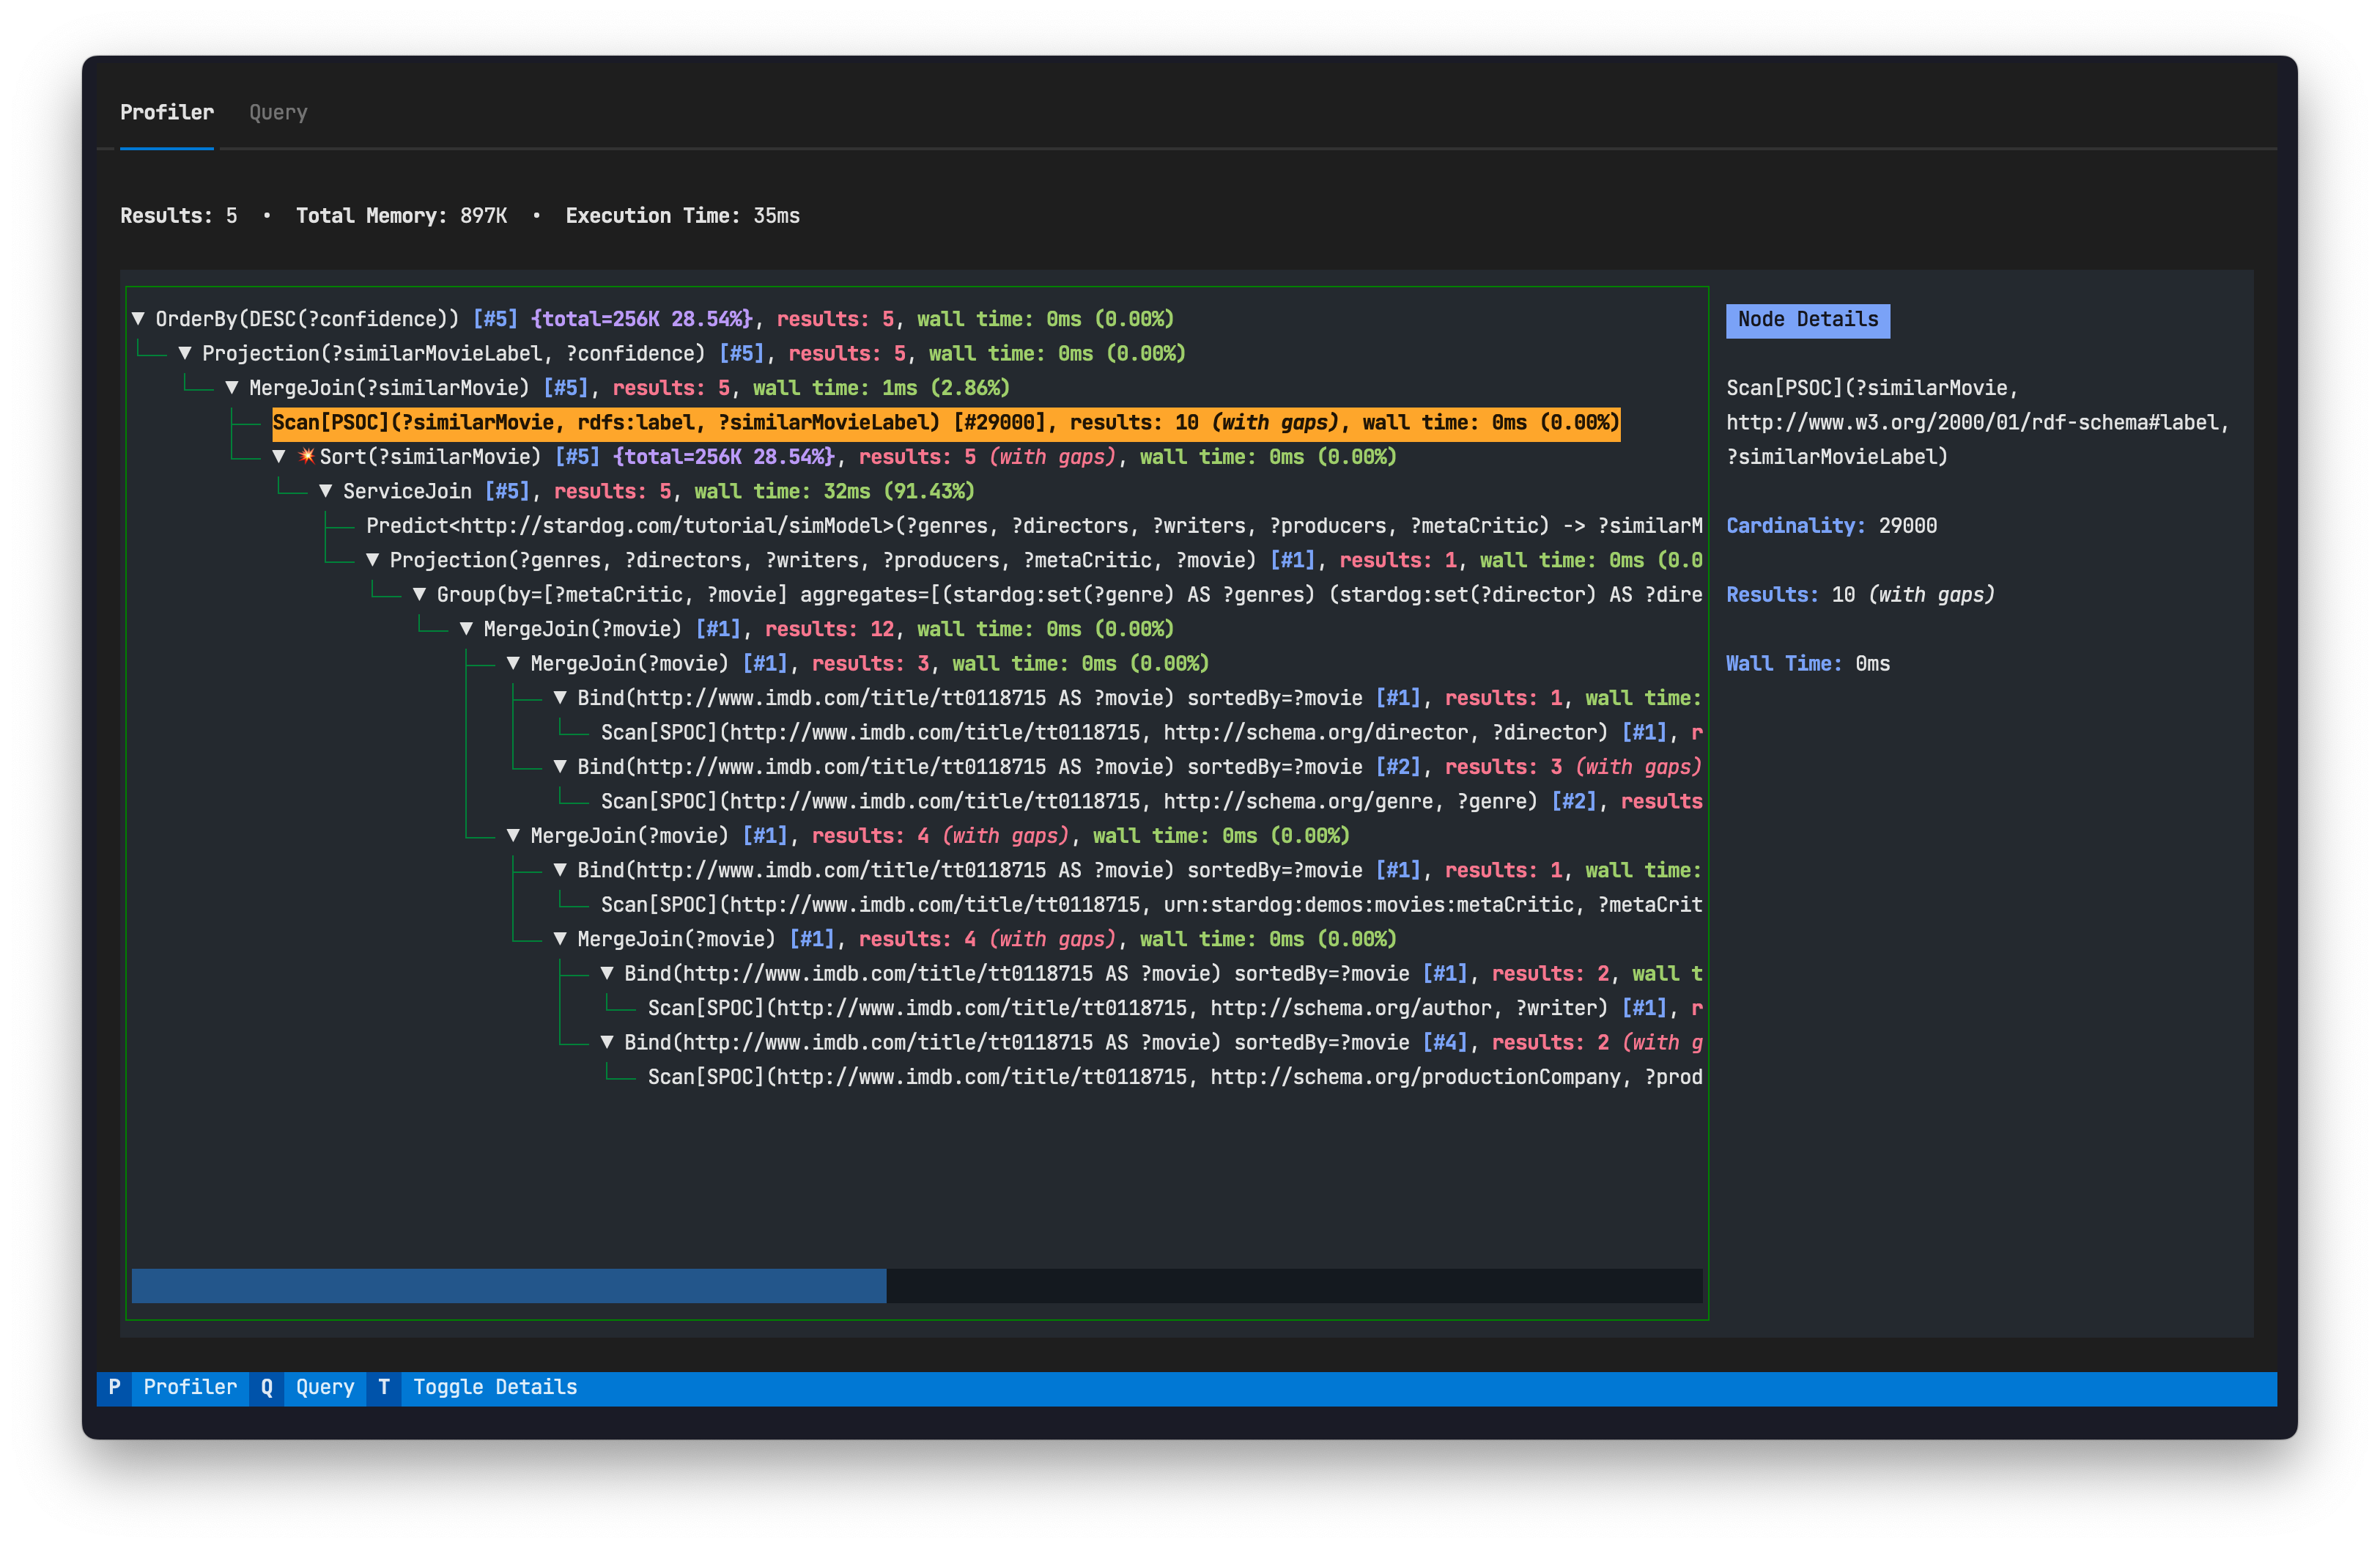 Profiler Query
Results: 5 • Total Memory: 897K • Execution Time: 35ms
▼ OrderBy(DESC(?confidence)) [#5] {total=256K 28.54%}, results: 5, wall time: 0ms (0.00%)
▼ Projection(?similarMovieLabel, ?confidence) [#5], results: 5, wall time: 0ms (0.00%)
▼ MergeJoin(?similarMovie) [#5], results: 5, wall time: 1ms (2.86%)
Scan[PSOC](?similarMovie, rdfs:label, ?similarMovieLabel) [#29000], results: 10 (with gaps), wall time: 0ms (0.00%)
▼ 💥Sort(?similarMovie) [#5] {total=256K 28.54%}, results: 5 (with gaps), wall time: 0ms (0.00%)
▼ ServiceJoin [#5], results: 5, wall time: 32ms (91.43%)
Predict<http://stardog.com/tutorial/simModel>(?genres, ?directors, ?writers, ?producers, ?metaCritic) -> ?similarM
▼ Projection(?genres, ?directors, ?writers, ?producers, ?metaCritic, ?movie) [#1], results: 1, wall time: 0ms (0.0
▼ Group(by=[?metaCritic, ?movie] aggregates=[(stardog:set(?genre) AS ?genres) (stardog:set(?director) AS ?dire
▼ MergeJoin(?movie) [#1], results: 12, wall time: 0ms (0.00%)
▼ MergeJoin(?movie) [#1], results: 3, wall time: 0ms (0.00%)
▼ Bind(http://www.imdb.com/title/tt0118715 AS ?movie) sortedBy=?movie [#1], results: 1, wall time:
Scan[SPOC](http://www.imdb.com/title/tt0118715, http://schema.org/director, ?director) [#1], r
▼ Bind(http://www.imdb.com/title/tt0118715 AS ?movie) sortedBy=?movie [#2], results: 3 (with gaps)
Scan[SPOC](http://www.imdb.com/title/tt0118715, http://schema.org/genre, ?genre) [#2], results
▼ MergeJoin(?movie) [#1], results: 4 (with gaps), wall time: 0ms (0.00%)
▼ Bind(http://www.imdb.com/title/tt0118715 AS ?movie) sortedBy=?movie [#1], results: 1, wall time:
Scan[SPOC](http://www.imdb.com/title/tt0118715, urn:stardog:demos:movies:metaCritic, ?metaCrit
▼ MergeJoin(?movie) [#1], results: 4 (with gaps), wall time: 0ms (0.00%)
▼ Bind(http://www.imdb.com/title/tt0118715 AS ?movie) sortedBy=?movie [#1], results: 2, wall t
Scan[SPOC](http://www.imdb.com/title/tt0118715, http://schema.org/author, ?writer) [#1], r
▼ Bind(http://www.imdb.com/title/tt0118715 AS ?movie) sortedBy=?movie [#4], results: 2 (with g
Scan[SPOC](http://www.imdb.com/title/tt0118715, http://schema.org/productionCompany, ?prod
Node Details
Scan[PSOC](?similarMovie,
http://www.w3.org/2000/01/rdf-schema#label,
?similarMovieLabel)
Cardinality: 29000
Results: 10 (with gaps)
Wall Time: 0ms
P Profiler Q Query T Toggle Details